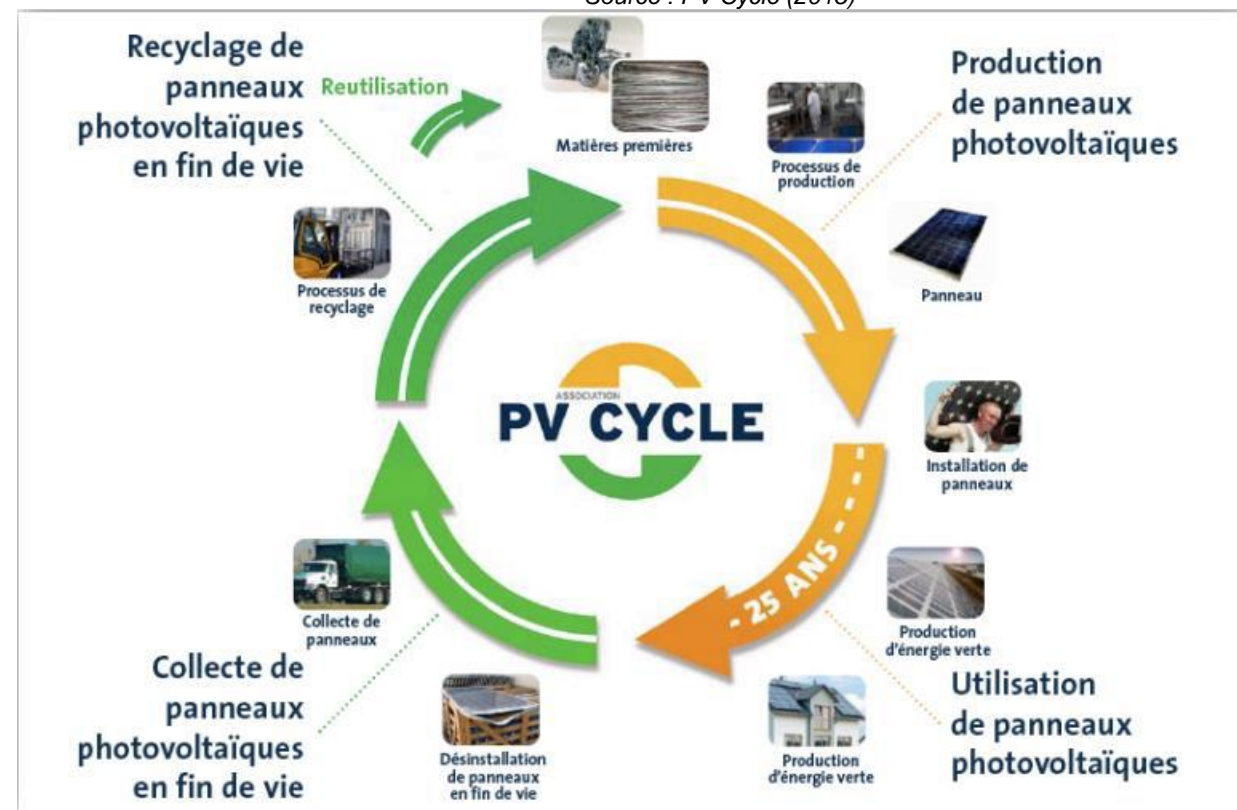 Recyclage de
panneaux
photovoltaïques
en fin de vie
Reutilisation
Matières premières
Processus de
production
Production
de panneaux
photovoltaïques
Panneau
Processus de
recyclage
ASSOCIATION
PV CYCLE
Installation de
panneaux
- 25 ANS - - - -
Collecte de
panneaux
Production
d'énergie verte
Collecte de
panneaux
photovoltaïques
en fin de vie
Désinstallation
de panneaux
en fin de vie
Production
d'énergie verte
Utilisation
de panneaux
photovoltaïques